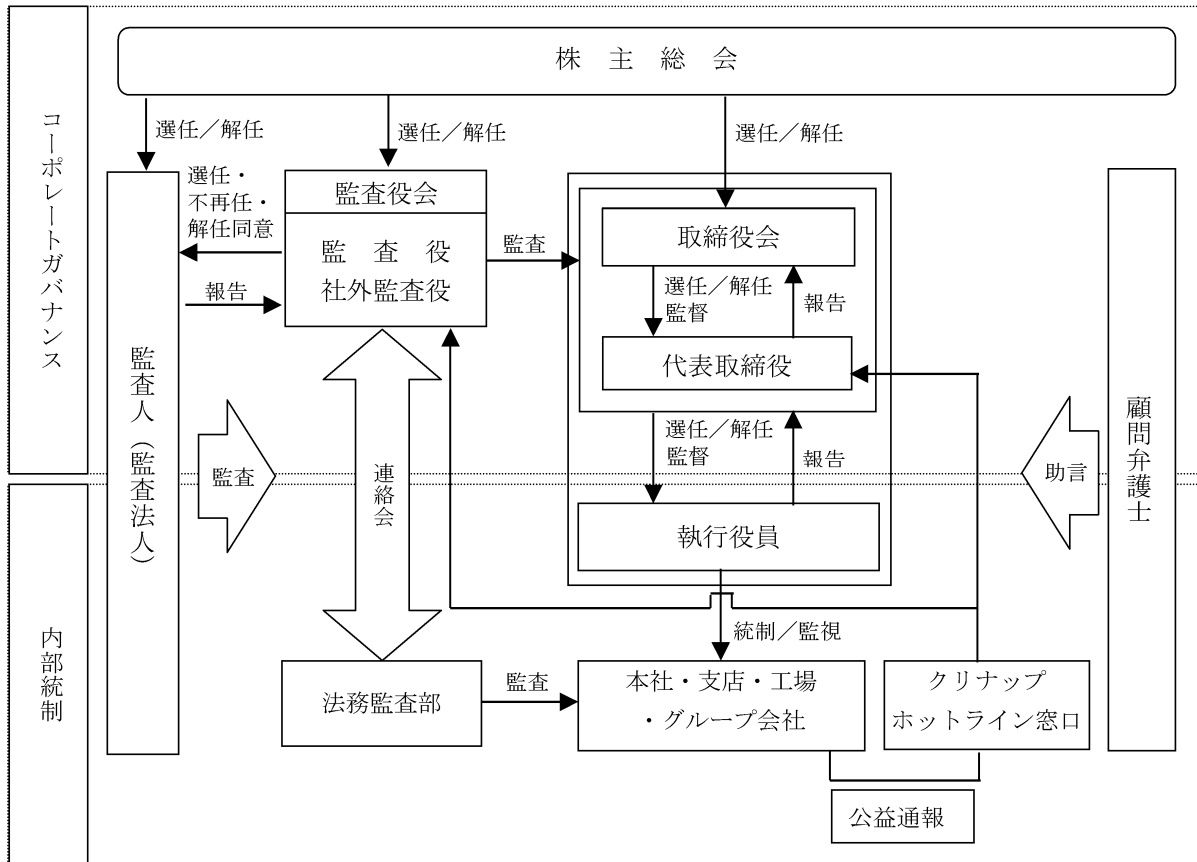 株 主 総 会
コーポレートガバナンス
選任／解任
選任／解任
選任／解任
選任・
不再任・
解任同意
監査役会
監 査 役
社外監査役
監査
取締役会
報告
選任／解任
監督
報告
代表取締役
監査人（監査法人）
顧問弁護士
選任／解任
監督
報告
監査
連絡会
助言
執行役員
内部統制
統制／監視
法務監査部
監査
本社・支店・工場
・グループ会社
クリナップ
ホットライン窓口
公益通報